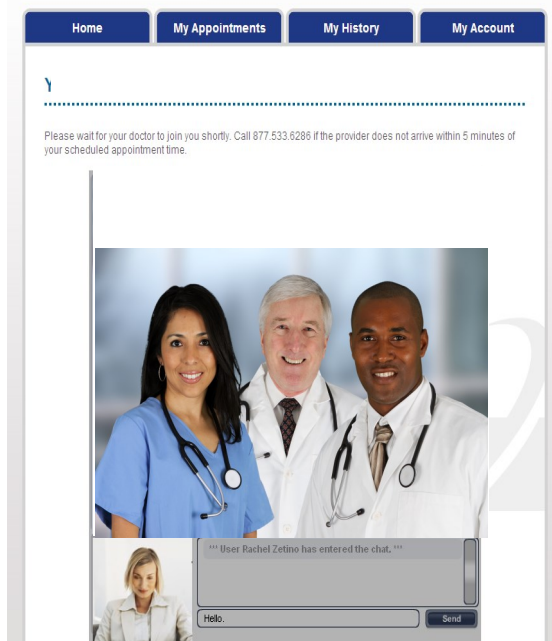 Home
My Appointments
My History
My Account
Y
Please wait for your doctor to join you shortly. Call 877.533.6286 if the provider does not arrive within 5 minutes of
your scheduled appointment time.
*** User Rachel Zetino has entered the chat. ***
Hello.
Send